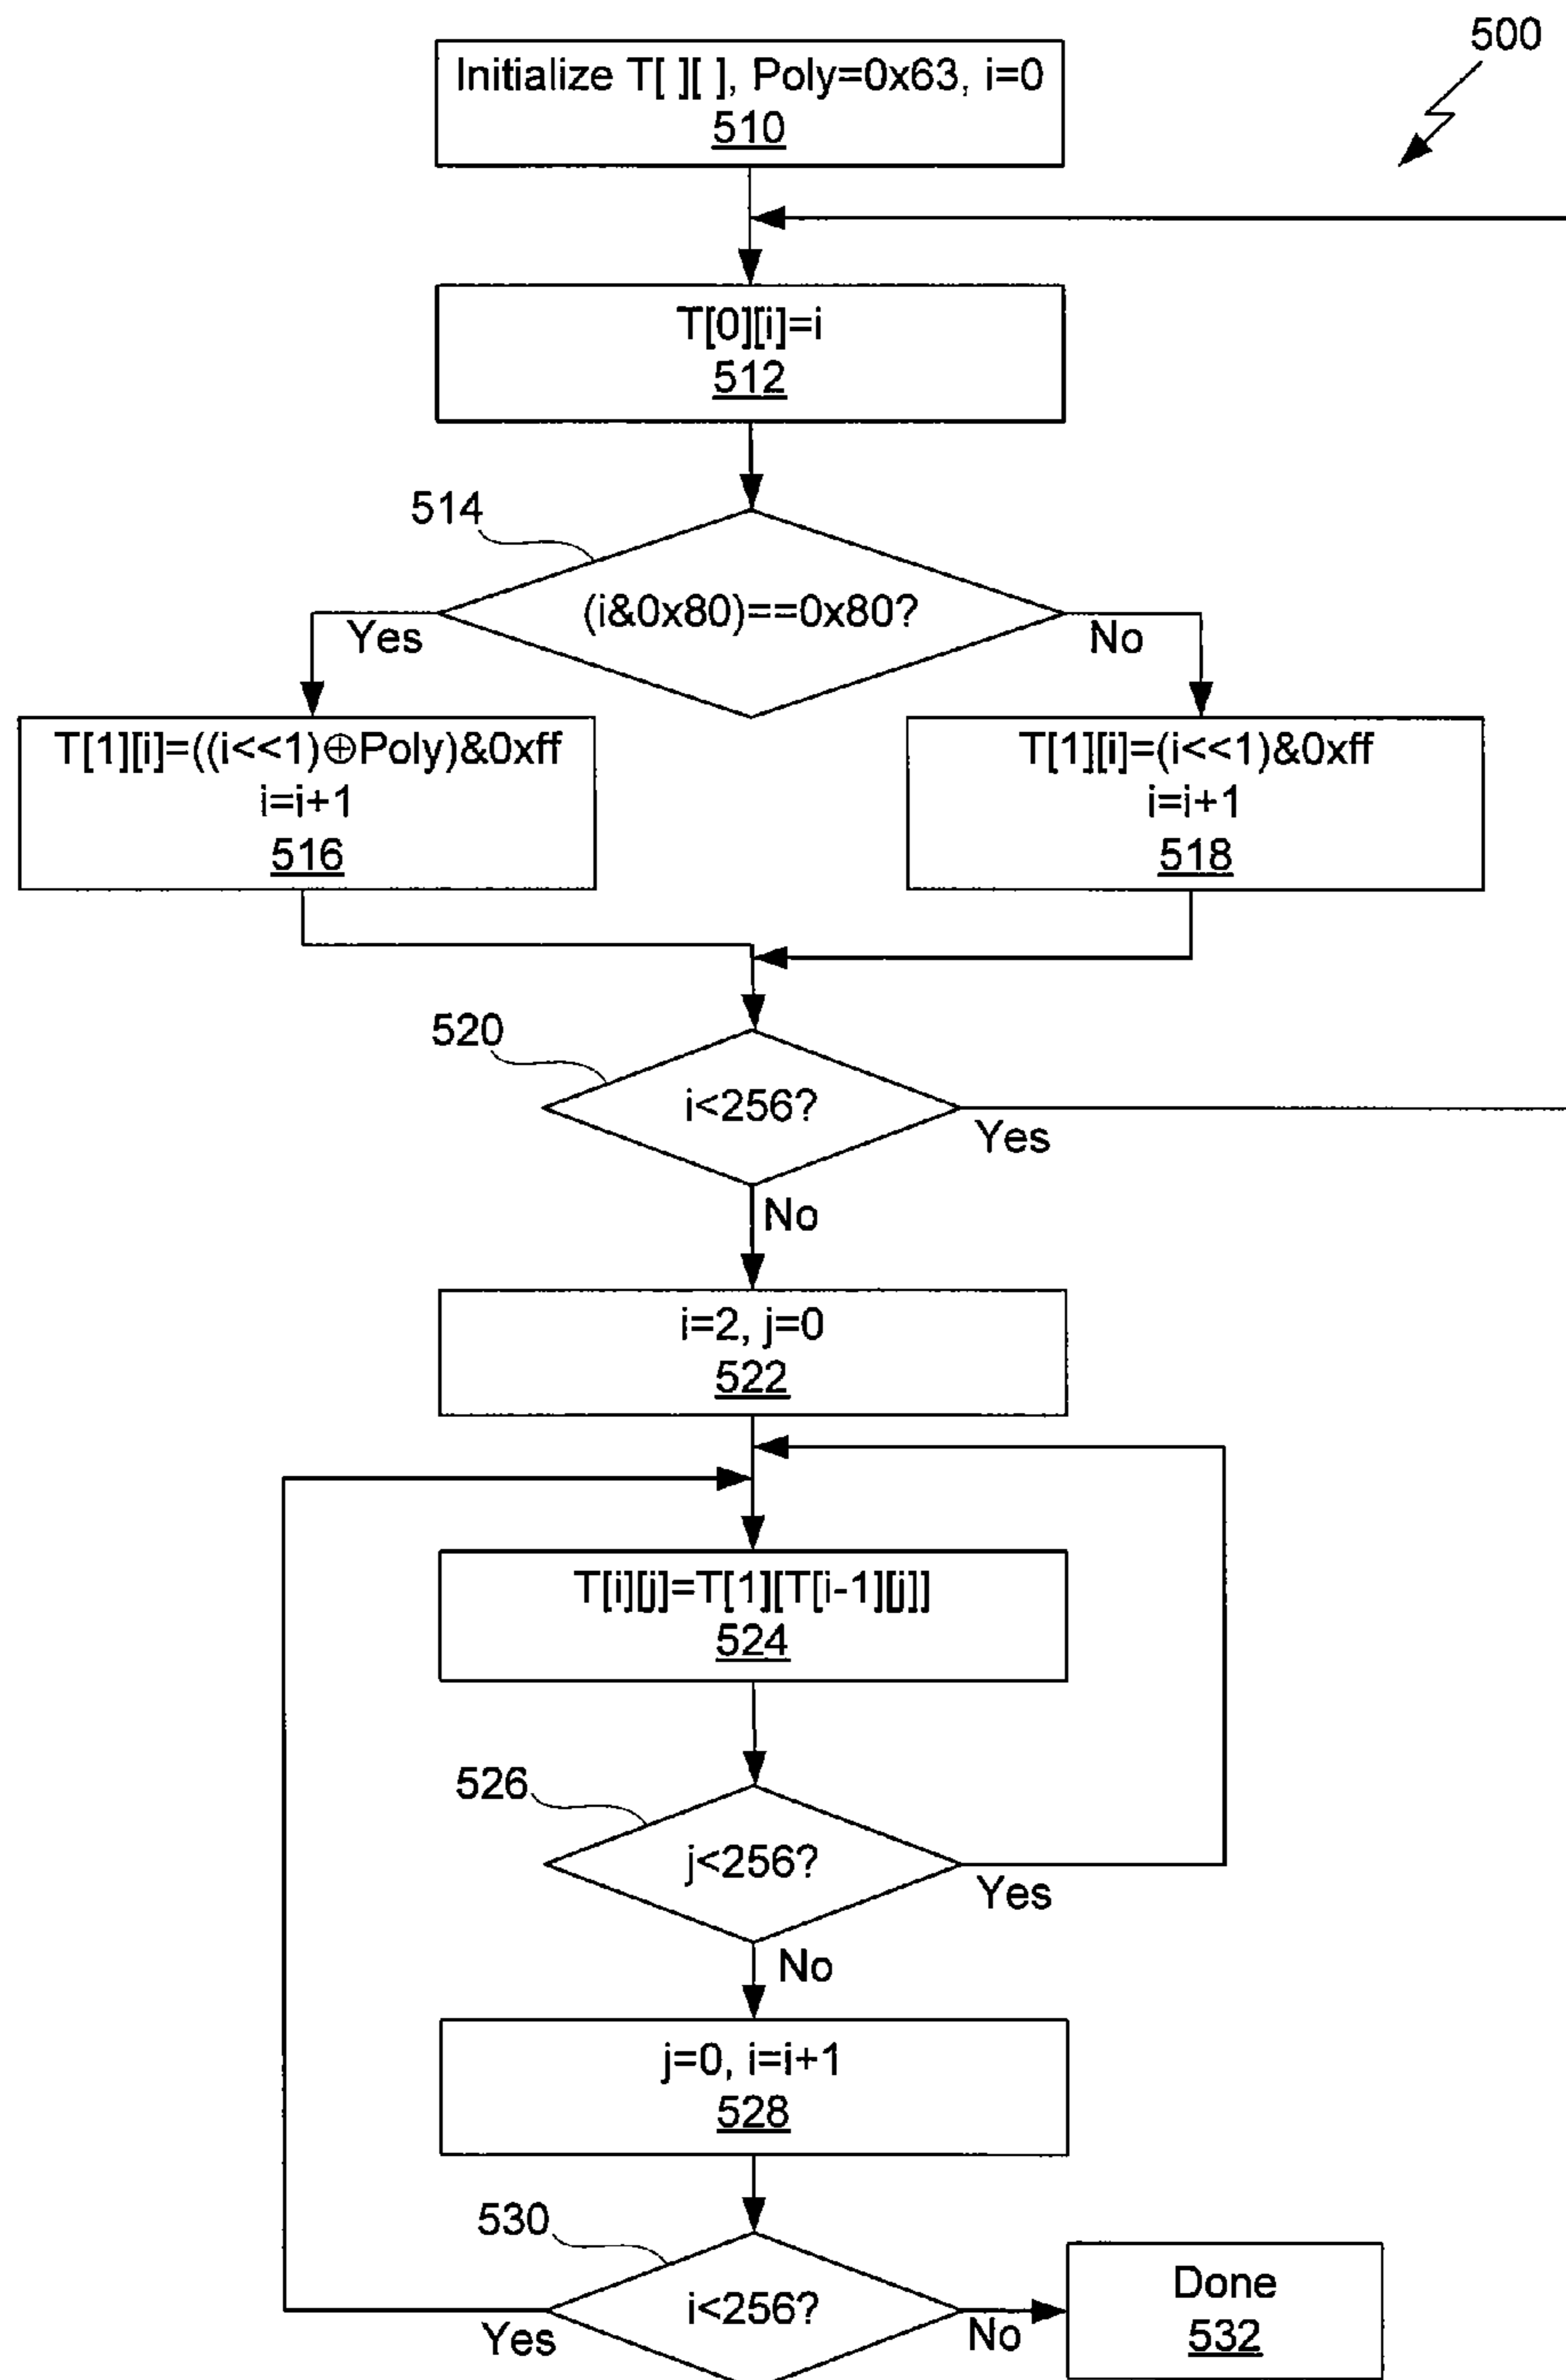 500
Initialize T[ ][ ], Poly=0x63, i=0
510
T[0][i]=i
512
514
(i&0x80)==0x80?
Yes
No
T[1][i]=((i<<1)⊕Poly)&0xff
i=i+1
516
T[1][i]=(i<<1)&0xff
i=i+1
518
520
i<256?
Yes
No
i=2, j=0
522
T[i][j]=T[1][T[i-1][j]]
524
526
j<256?
Yes
No
j=0, i=i+1
528
530
i<256?
Yes
No
Done
532